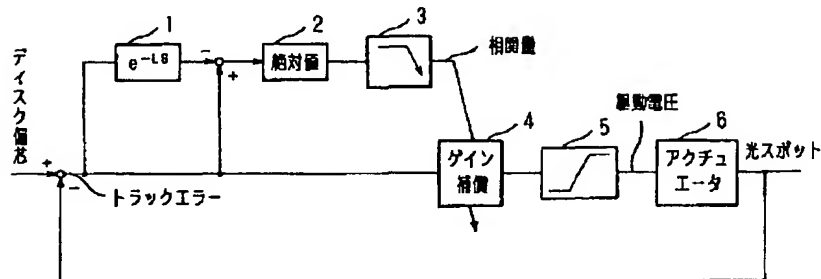 ディスク偏芯
+
-
トラックエラー
1
e^{-LS}
-
+
2
絶対値
3
相関量
4
ゲイン
補償
5
駆動電圧
6
アクチュ
エータ
光スポット